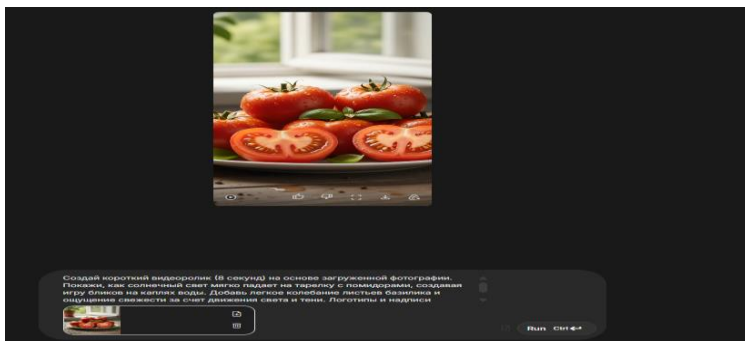 Создай короткий видеоролик (8 секунд) на основе загруженной фотографии.
Покажи, как солнечный свет мягко падает на тарелку с помидорами, создавая
игру бликов на каплях воды. Добавь легкое колебание листьев базилика и
ощущение свежести за счет движения света и тени. Логотипы и надписи
Run Ctrl↵